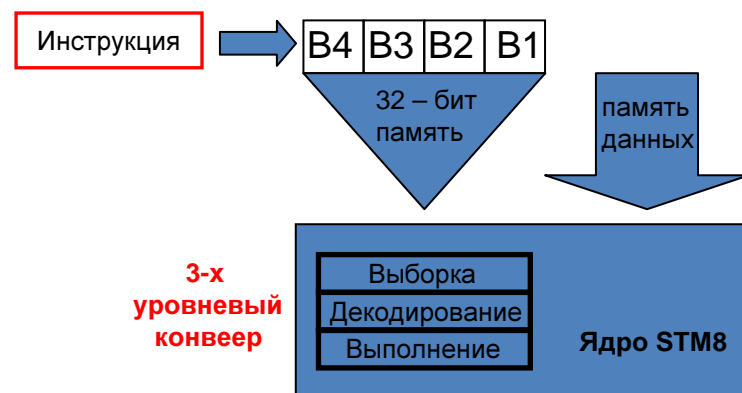 Инструкция
B4 B3 B2 B1
32 – бит
память
память
данных
3-х
уровневый
конвеер
Выборка
Декодирование
Выполнение
Ядро STM8